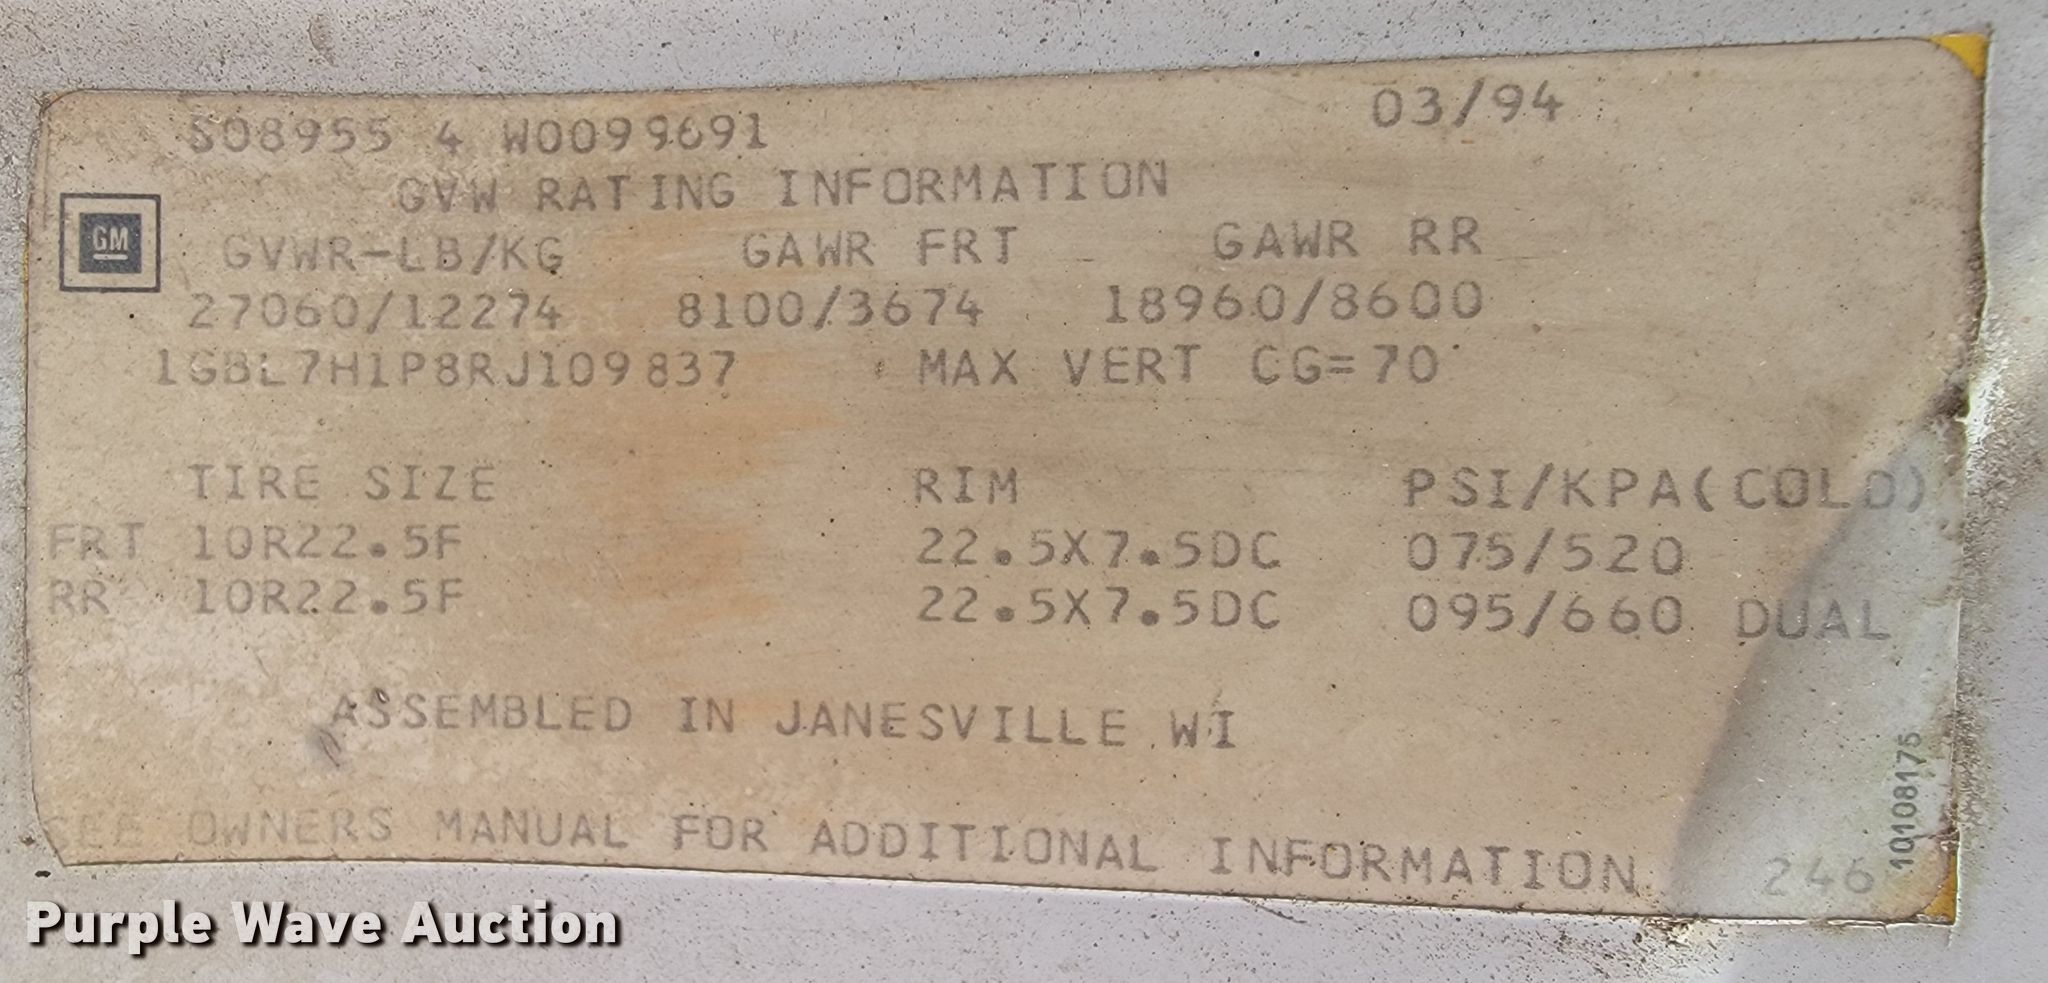 S08955 4 W0099691 03/94
GVW RATING INFORMATION
GM
GVWR-LB/KG GAWR FRT GAWR RR
27060/12274 8100/3674 18960/8600
1GBL7H1P8RJ109837 MAX VERT CG=70
TIRE SIZE RIM PSI/KPA(COLD)
FRT 10R22.5F 22.5X7.5DC 075/520
RR 10R22.5F 22.5X7.5DC 095/660 DUAL
ASSEMBLED IN JANESVILLE WI
SEE OWNERS MANUAL FOR ADDITIONAL INFORMATION 246
10108175
Purple Wave Auction